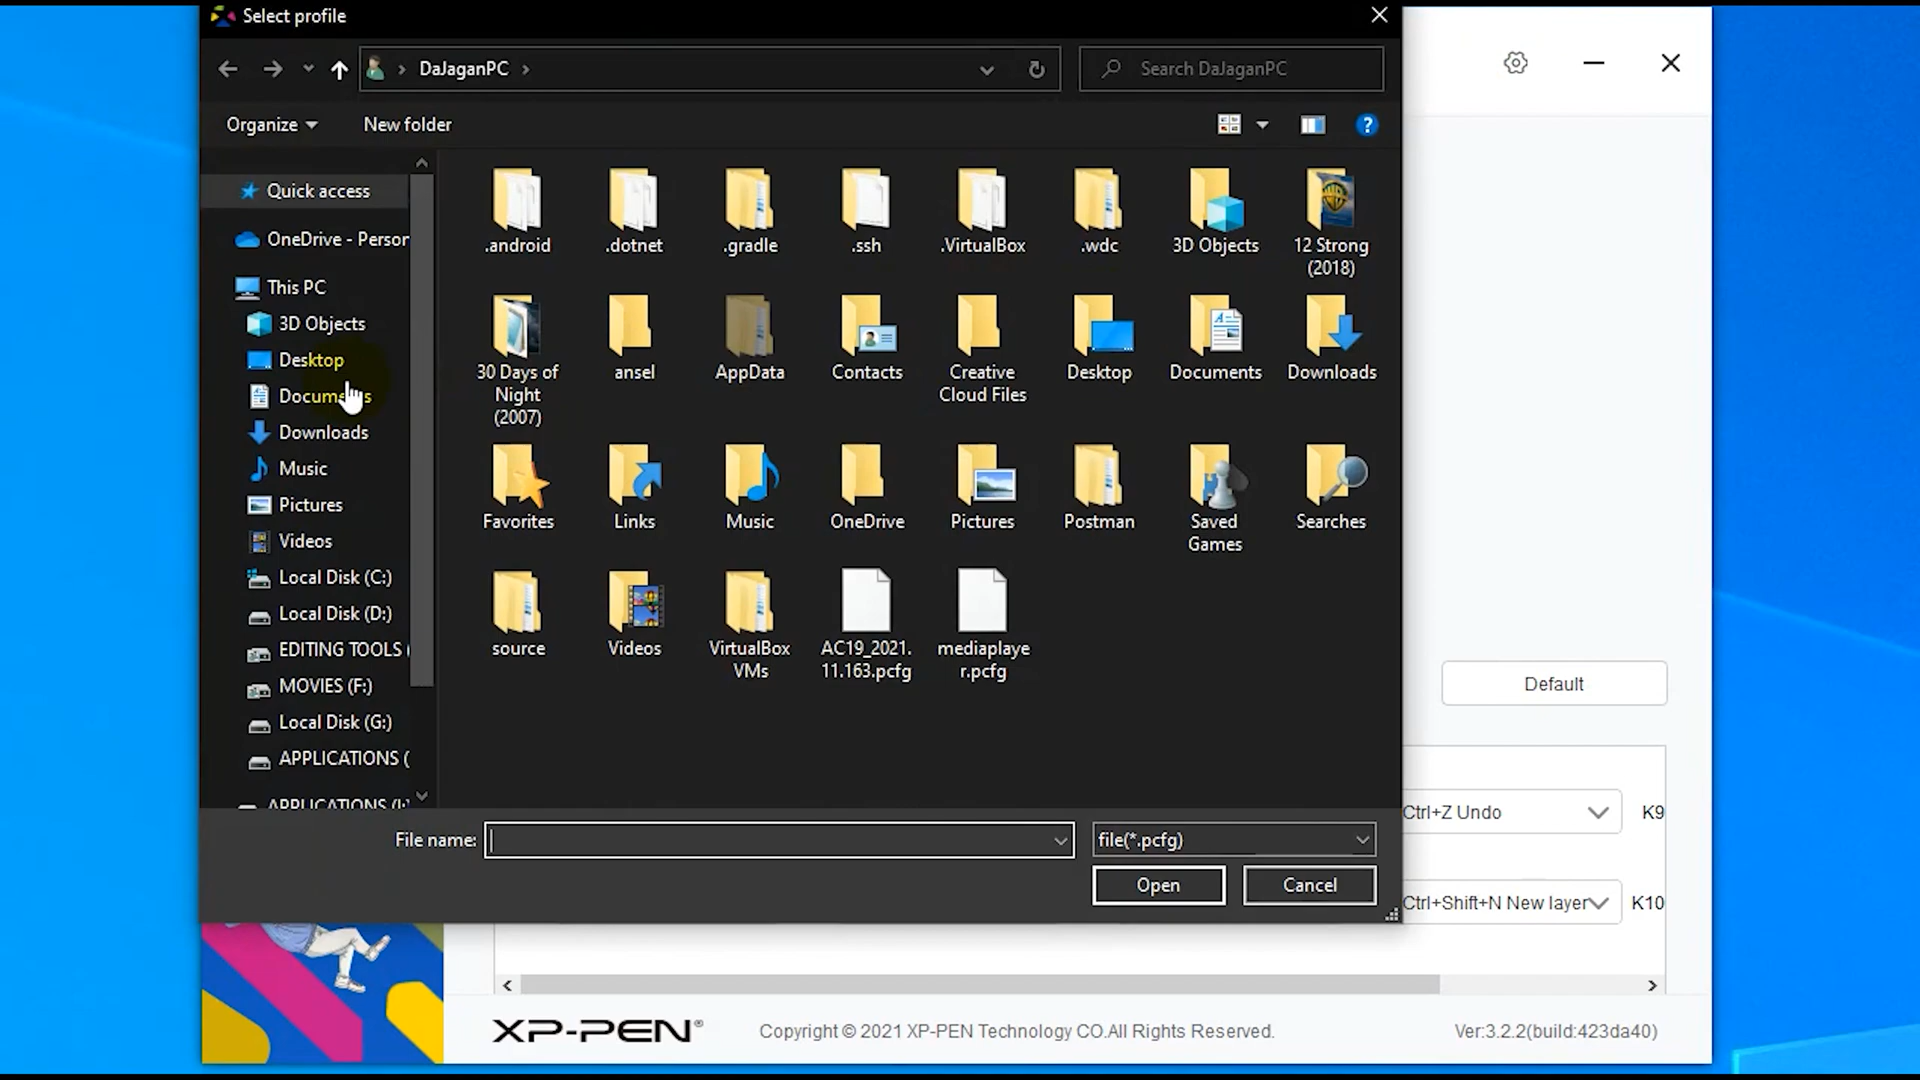 Select profile
DaJaganPC
Search DaJaganPC
Organize
New folder
Quick access
OneDrive - Person
This PC
3D Objects
Desktop
Documents
Downloads
Music
Pictures
Videos
Local Disk (C:)
Local Disk (D:)
EDITING TOOLS (
MOVIES (F:)
Local Disk (G:)
APPLICATIONS (
APPLICATIONS (I:)
.android
.dotnet
.gradle
.ssh
.VirtualBox
.wdc
3D Objects
12 Strong
(2018)
30 Days of
Night
(2007)
ansel
AppData
Contacts
Creative
Cloud Files
Desktop
Documents
Downloads
Favorites
Links
Music
OneDrive
Pictures
Postman
Saved
Games
Searches
source
Videos
VirtualBox
VMs
AC19_2021.
11.163.pcfg
mediaplaye
r.pcfg
File name:
file(*.pcfg)
Open
Cancel
Default
Ctrl+Z Undo
K9
Ctrl+Shift+N New layer
K10
XP-PEN®
Copyright © 2021 XP-PEN Technology CO.All Rights Reserved.
Ver:3.2.2(build:423da40)